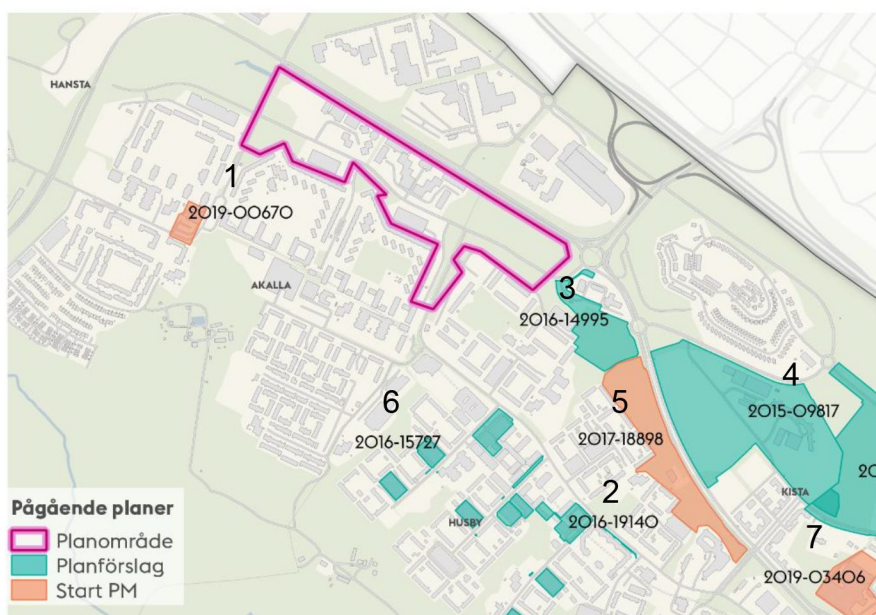 HANSTA
1
2019-00670
AKALLA
3
2016-14995
4
2015-09817
6
2016-15727
5
2017-18898
20
KISTA
2
2016-19140
HUSBY
7
2019-03406
Pågående planer
Planområde
Planförslag
Start PM